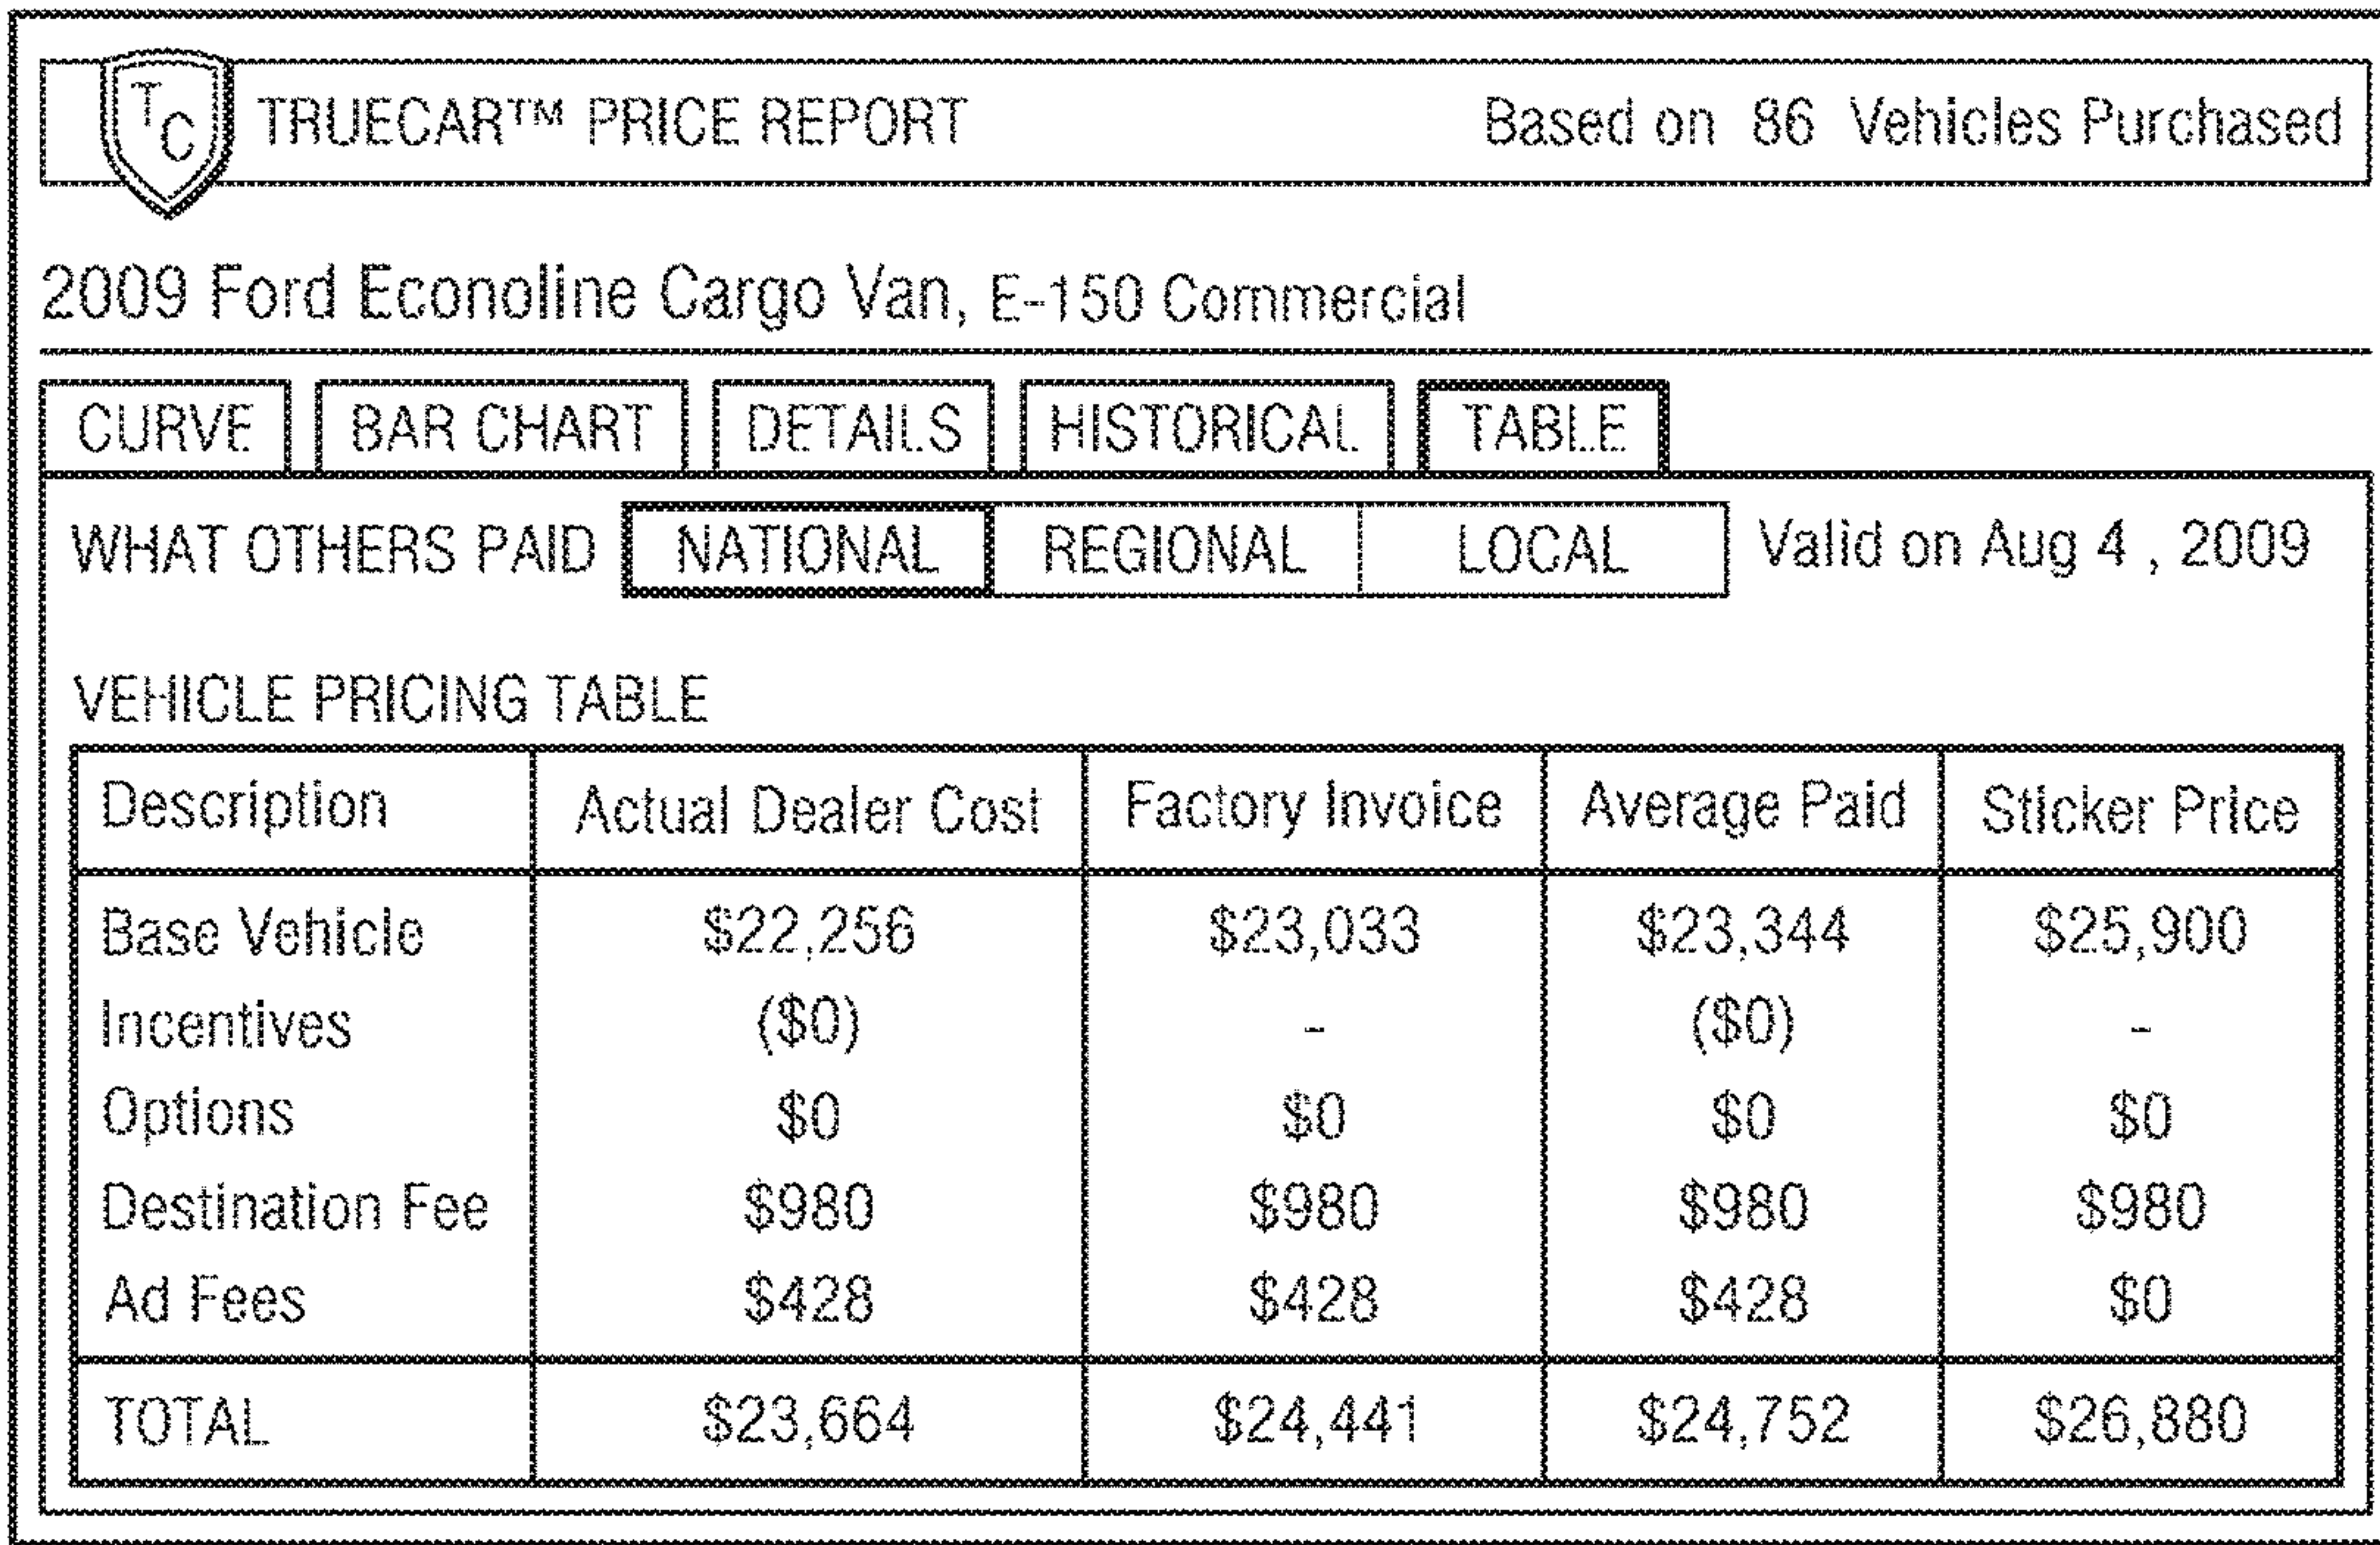 TC TRUECAR™ PRICE REPORT Based on 86 Vehicles Purchased
2009 Ford Econoline Cargo Van, E-150 Commercial
CURVE BAR CHART DETAILS HISTORICAL TABLE
WHAT OTHERS PAID NATIONAL REGIONAL LOCAL Valid on Aug 4 , 2009
VEHICLE PRICING TABLE
Description Actual Dealer Cost Factory Invoice Average Paid Sticker Price
Base Vehicle $22,256 $23,033 $23,344 $25,900
Incentives ($0) - ($0) -
Options $0 $0 $0 $0
Destination Fee $980 $980 $980 $980
Ad Fees $428 $428 $428 $0
TOTAL $23,664 $24,441 $24,752 $26,880